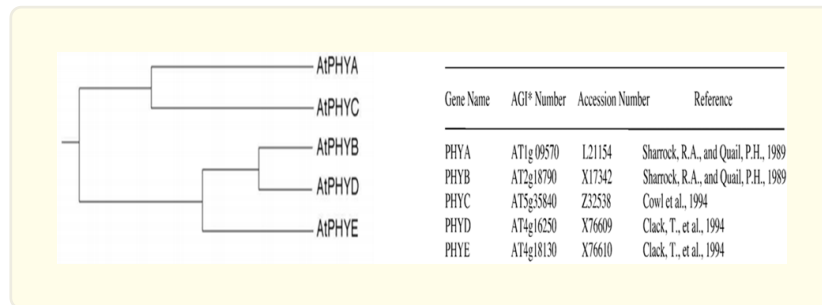 AtPHYA
AtPHYC
AtPHYB
AtPHYD
AtPHYE
Gene Name AGI* Number Accession Number Reference
PHYA AT1g 09570 L21154 Sharrock, R.A., and Quail, P.H., 1989
PHYB AT2g18790 X17342 Sharrock, R.A., and Quail, P.H., 1989
PHYC AT5g35840 Z32538 Cowl et al., 1994
PHYD AT4g16250 X76609 Clack, T., et al., 1994
PHYE AT4g18130 X76610 Clack, T., et al., 1994